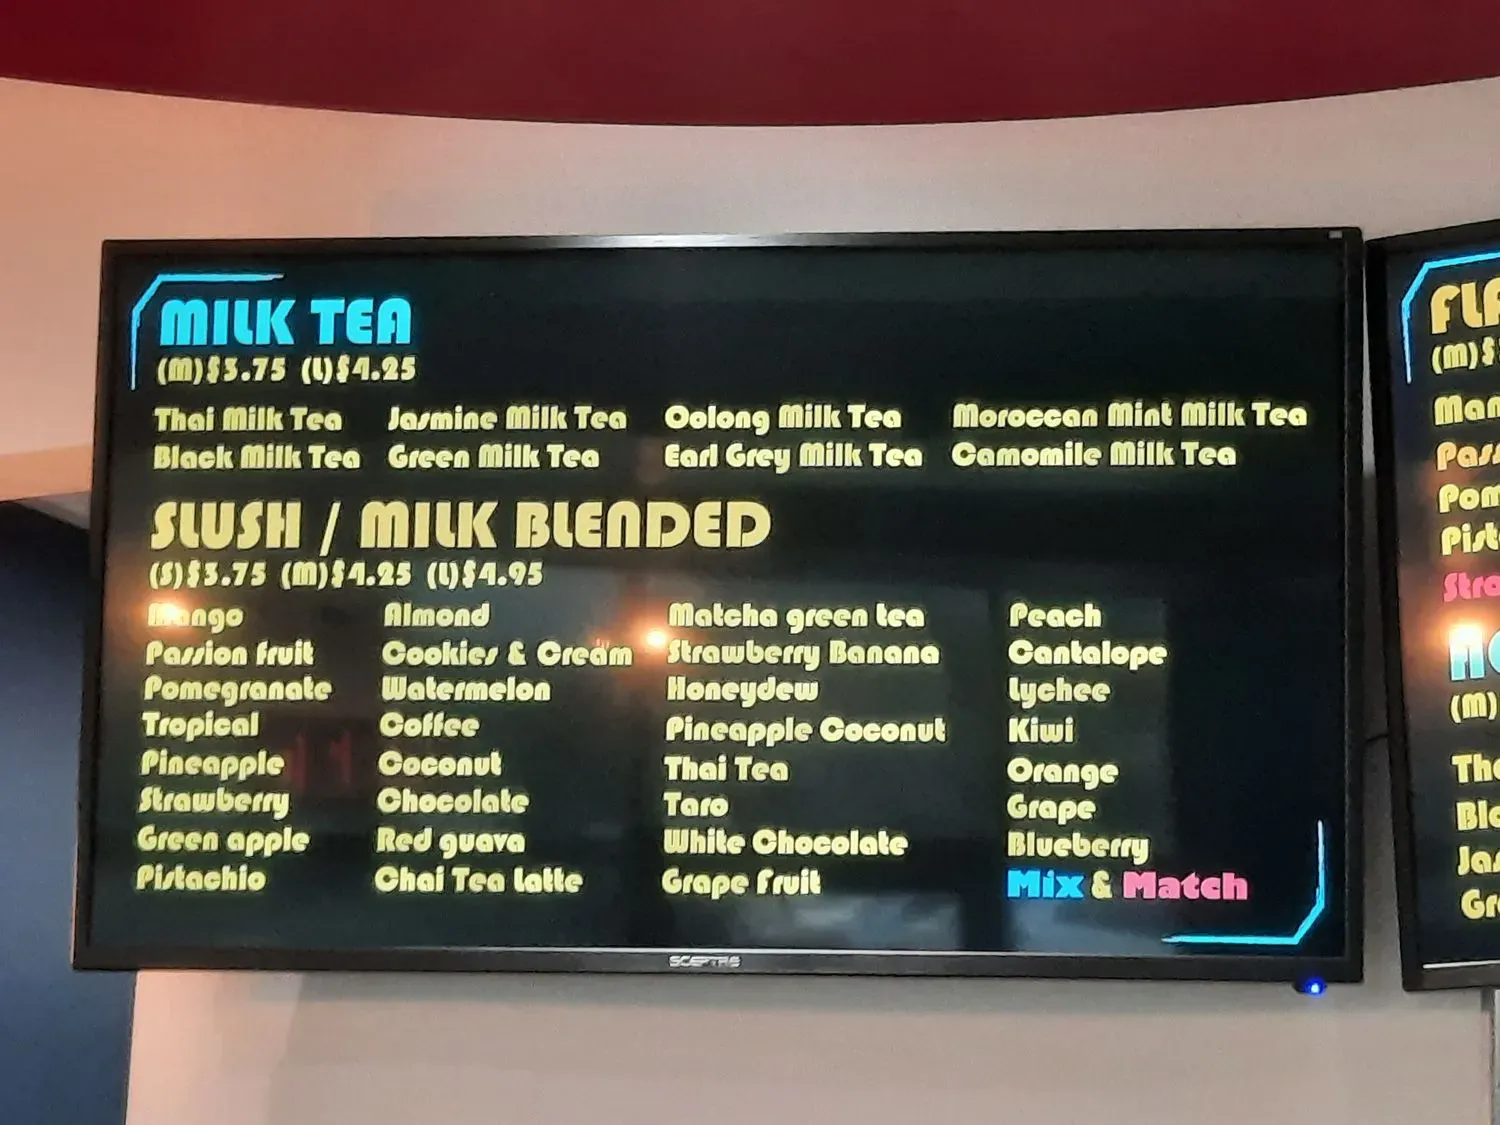 MILK TEA
(M)$3.75 (L)$4.25
Thai Milk Tea Jasmine Milk Tea Oolong Milk Tea Moroccan Mint Milk Tea
Black Milk Tea Green Milk Tea Earl Grey Milk Tea Camomile Milk Tea
SLUSH / MILK BLENDED
(S)$3.75 (M)$4.25 (L)$4.95
Mango Almond Matcha green tea Peach
Passion fruit Cookies & Cream Strawberry Banana Cantalope
Pomegranate Watermelon Honeydew Lychee
Tropical Coffee Pineapple Coconut Kiwi
Pineapple Coconut Thai Tea Orange
Strawberry Chocolate Taro Grape
Green apple Red guava White Chocolate Blueberry
Pistachio Chai Tea Latte Grape Fruit Mix & Match
SCEPTRE
(M)
(M)